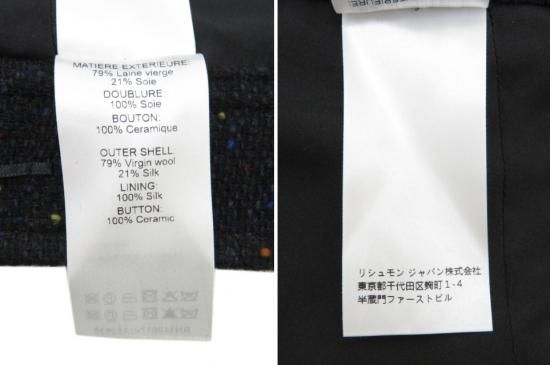 MATIERE EXTERIEURE:
79% Laine vierge
21% Soie
DOUBLURE:
100% Soie
BOUTON:
100% Ceramique
OUTER SHELL:
79% Virgin wool
21% Silk
LINING:
100% Silk
BUTTON:
100% Ceramic
リシュモン ジャパン株式会社
東京都千代田区麹町1-4
半蔵門ファーストビル